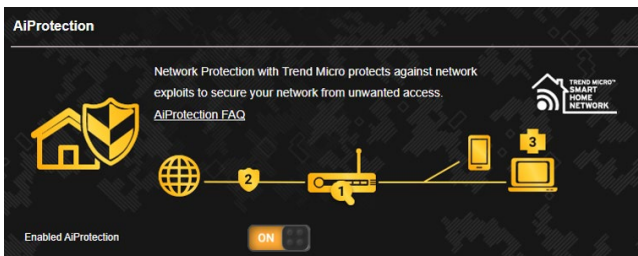 AiProtection
Network Protection with Trend Micro protects against network
exploits to secure your network from unwanted access.
AiProtection FAQ
TREND MICRO™
SMART
HOME
NETWORK
3
2
1
Enabled AiProtection
ON